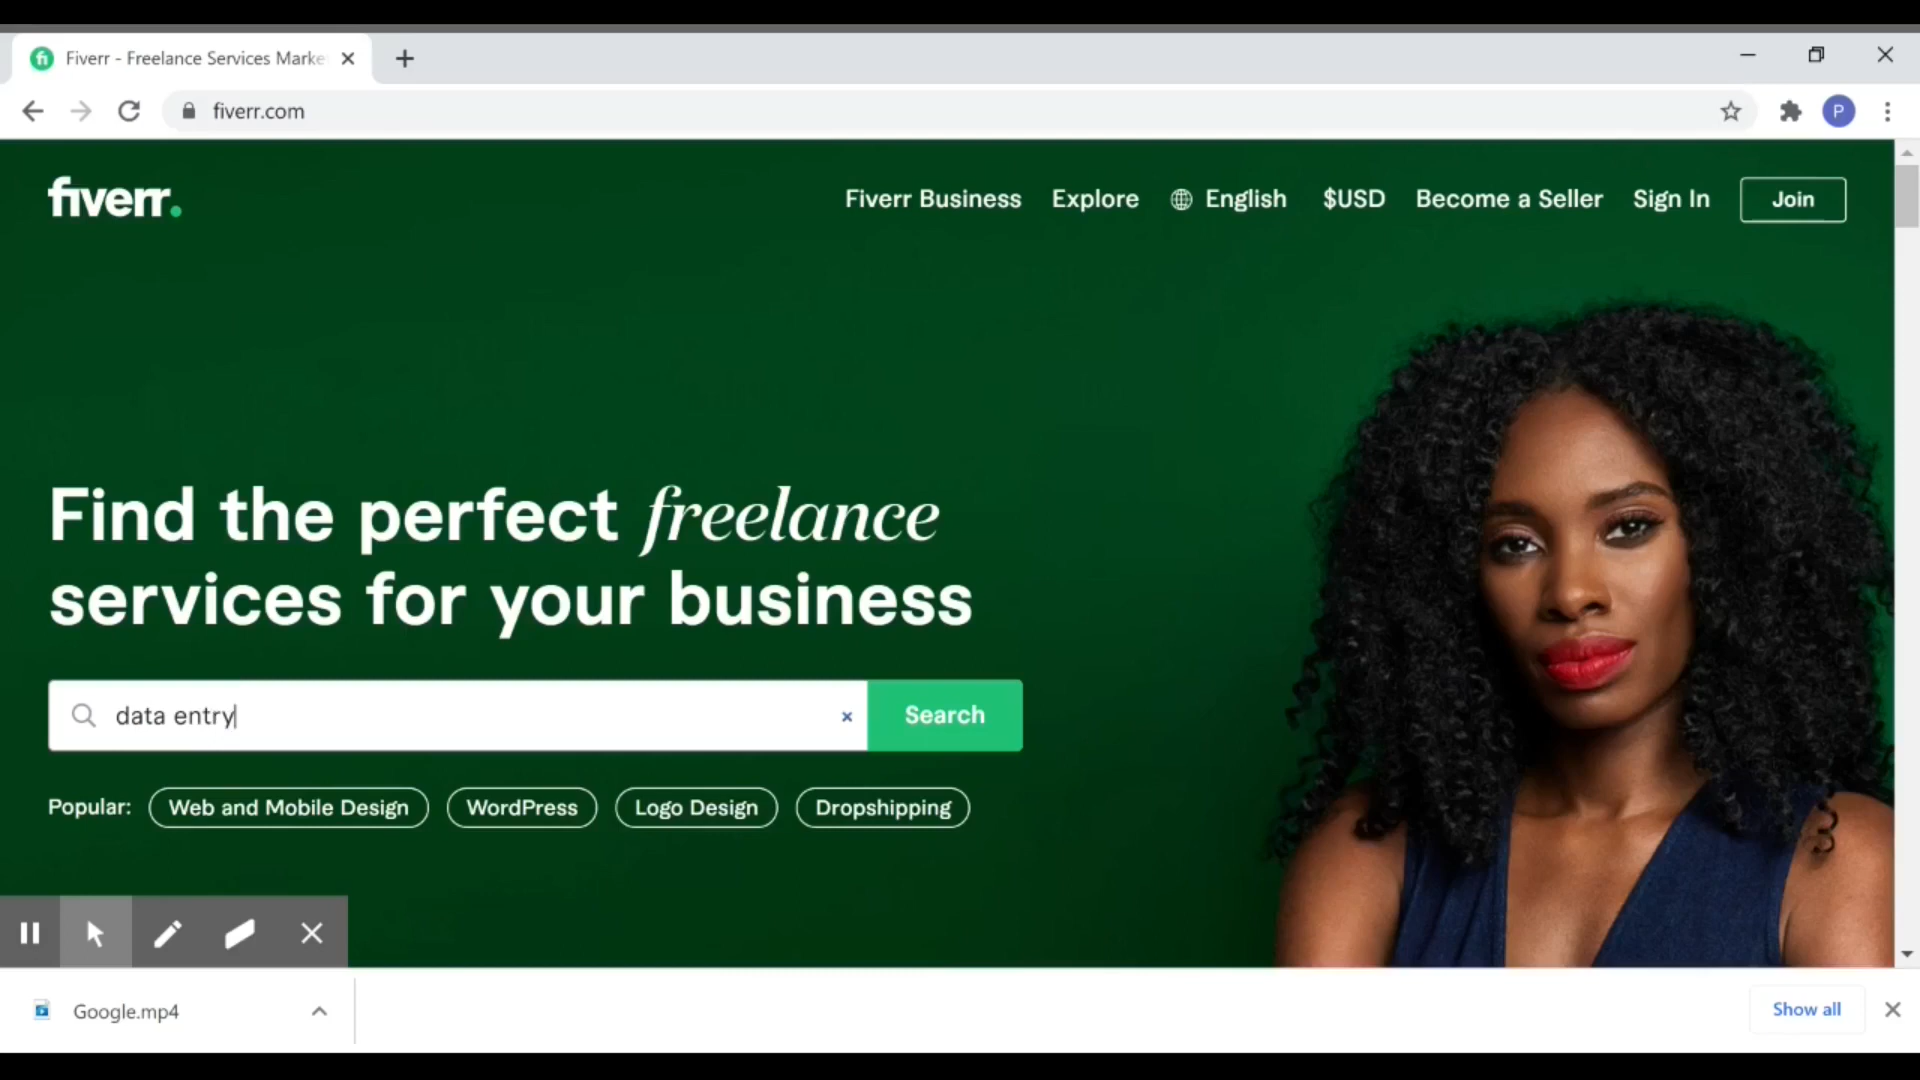 Fiverr - Freelance Services Marke
fiverr.com
P
fiverr.
Fiverr Business
Explore
English
$USD
Become a Seller
Sign In
Join
Find the perfect freelance
services for your business
data entry
Search
Popular:
Web and Mobile Design
WordPress
Logo Design
Dropshipping
Google.mp4
Show all